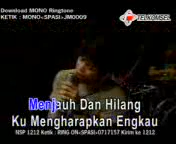 Download MONO Ringtone
KETIK : MONO<SPASI>JM0009
TELKOMSEL
Menjauh Dan Hilang
Ku Mengharapkan Engkau
NSP 1212 Ketik : RING ON<SPASI>0717157 Kirim ke 1212